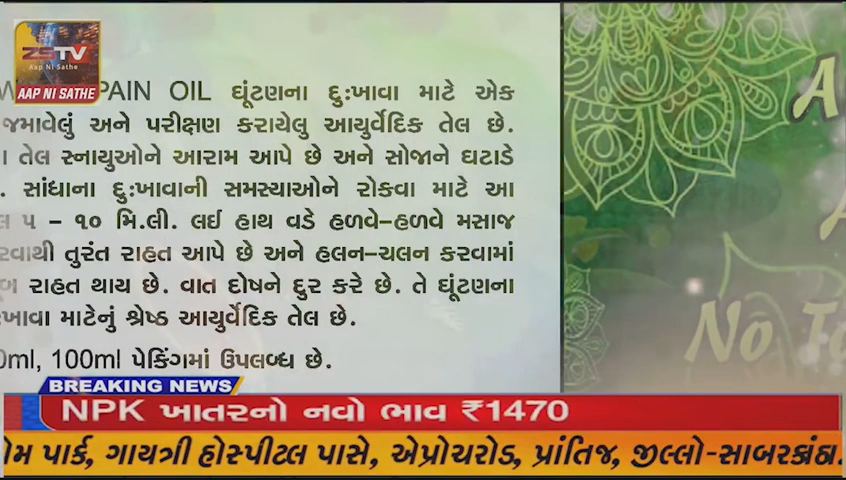 ZSTV
Aap Ni Sathe
AAP NI SATHE
PAIN OIL ઘૂંટણના દુઃખાવા માટે એક
જમાવેલું અને પરીક્ષણ કરાયેલુ આયુર્વેદિક તેલ છે.
તેલ સ્નાયુઓને આરામ આપે છે અને સોજાને ઘટાડે
સાંધાના દુઃખાવાની સમસ્યાઓને રોકવા માટે આ
૫ – ૧૦ મિ.લી. લઈ હાથ વડે હળવે-હળવે મસાજ
કરવાથી તુરંત રાહત આપે છે અને હલન-ચલન કરવામાં
રાહત થાય છે. વાત દોષને દુર કરે છે. તે ઘૂંટણના
માટેનું શ્રેષ્ઠ આયુર્વેદિક તેલ છે.
0ml, 100ml પેકિંગમાં ઉપલબ્ધ છે.
No
BREAKING NEWS
NPK ખાતરનો નવો ભાવ ₹1470
પાર્ક, ગાયત્રી હોસ્પીટલ પાસે, એપ્રોચરોડ, પ્રાંતિજ, જીલ્લો-સાબરકાંઠા.